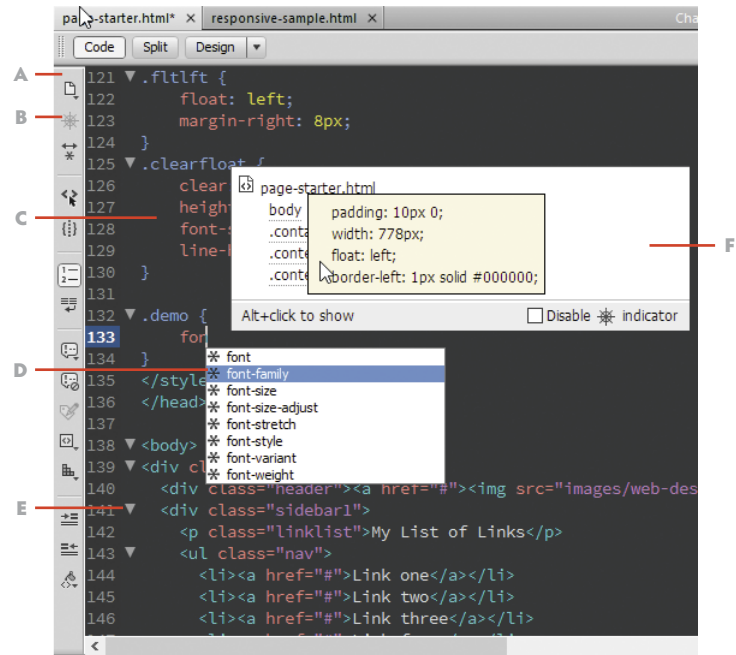 page-starter.html* × responsive-sample.html × Cha
Code Split Design
A
B
C
D
E
F
121 ▼ .fltlft {
122 float: left;
123 margin-right: 8px;
124 }
125 ▼ .clearfloat {
126 clear
127 heigh
128 font-s
129 line-h
130 }
131
132 ▼ .demo {
133 fon
134 }
135 </style
136 </head>
137
138 ▼ <body>
139 ▼ <div cl
140 <div class="header"><a href="#"><img src="images/web-des
141 ▼ <div class="sidebar1">
142 <p class="linklist">My List of Links</p>
143 ▼ <ul class="nav">
144 <li><a href="#">Link one</a></li>
145 <li><a href="#">Link two</a></li>
146 <li><a href="#">Link three</a></li>
page-starter.html
body
.conta
.conte
.conte
padding: 10px 0;
width: 778px;
float: left;
border-left: 1px solid #000000;
Alt+click to show Disable indicator
font
font-family
font-size
font-size-adjust
font-stretch
font-style
font-variant
font-weight